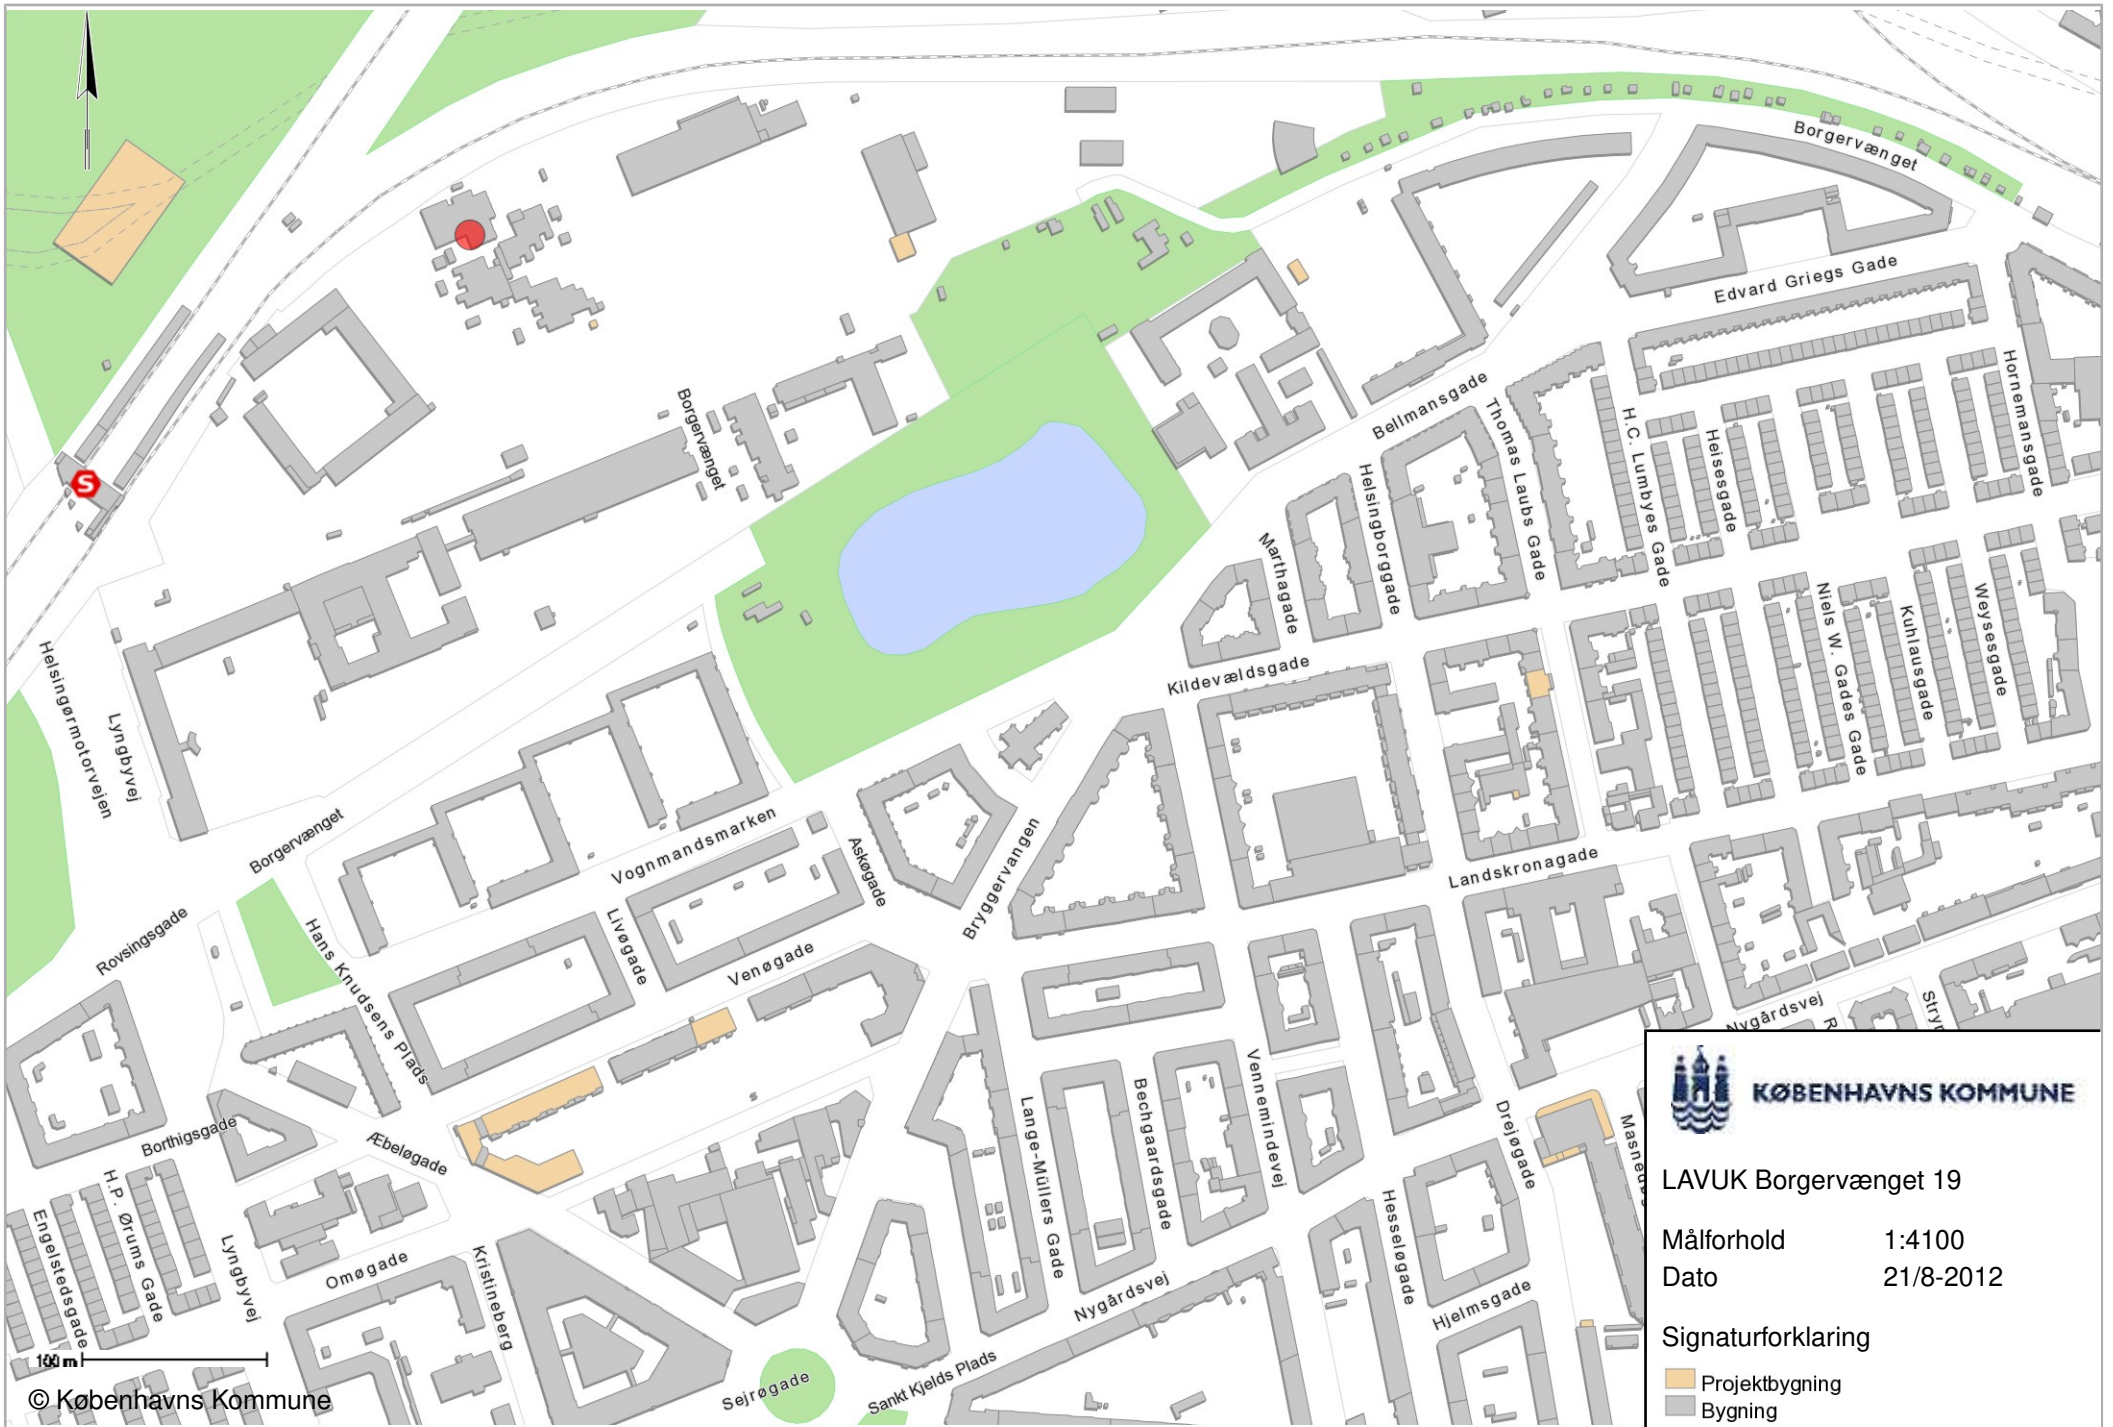 Borgervænget
Edvard Griegs Gade
Hornemansgade
Borgervænget
Bellmansgade
Thomas Laubs Gade
H.C. Lumbyes Gade
Heisesgade
Helsingborggade
Marthagade
S
Niels W. Gades Gade
Kuhlausgade
Weysesgade
Kildevældsgade
Helsingørmotorvejen
Lyngbyvej
Borgervænget
Vognmandsmarken
Askøgade
Bryggervangen
Landskronagade
Rovsingsgade
Hans Knudsens Plads
Livøgade
Venøgade
Nygårdsvej
Borthigsgade
Æbeløgade
Lange-Müllers Gade
Bechgaardsgade
Vennemindevej
Drejøgade
H.P. Ørums Gade
Engelstedsgade
Lyngbyvej
Omøgade
Kristineberg
Nygårdsvej
Hesseløgade
Hjelmsgade
Sejrøgade
Sankt Kjelds Plads
© Københavns Kommune
KØBENHAVNS KOMMUNE
LAVUK Borgervænget 19
Målforhold 1:4100
Dato 21/8-2012
Signaturforklaring
Projektbygning
Bygning